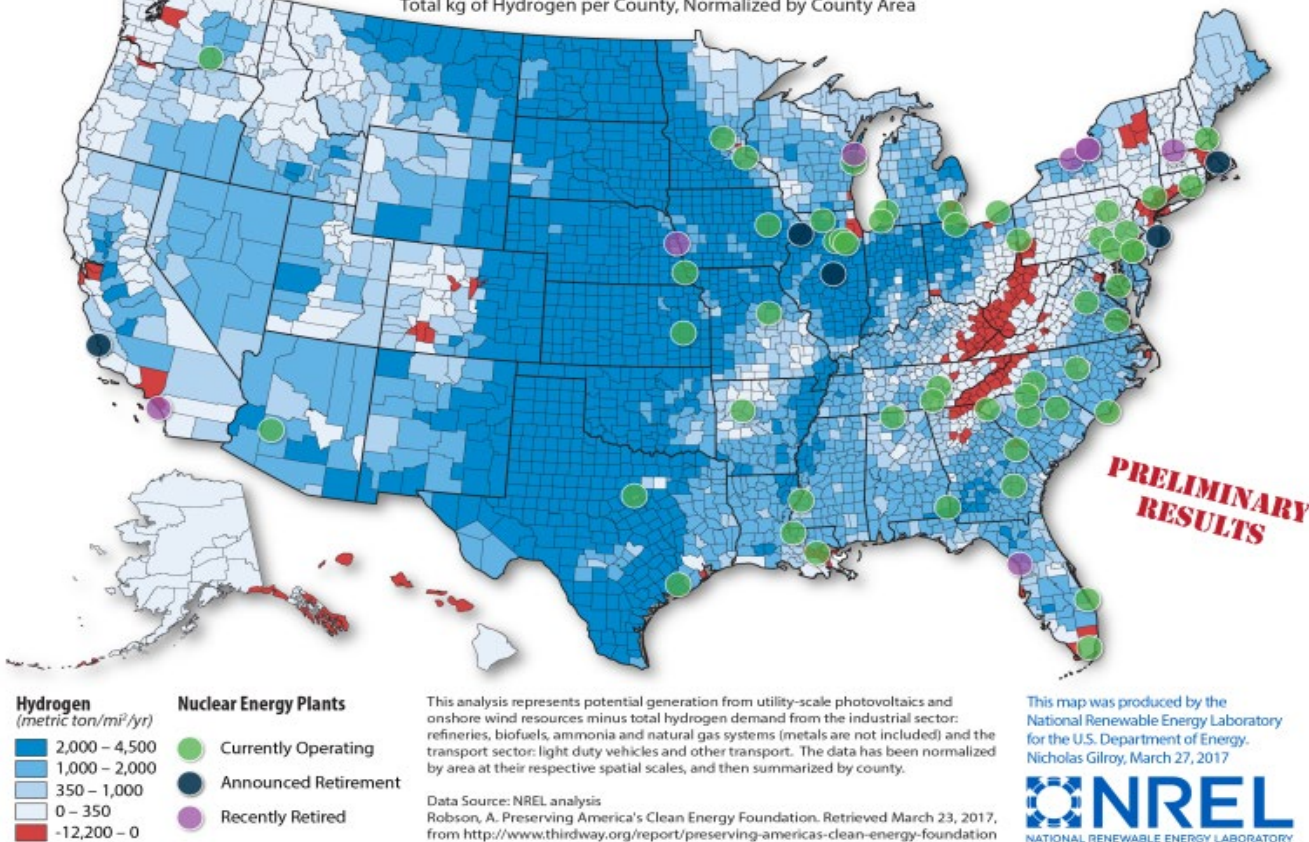 Total kg of Hydrogen per County, Normalized by County Area
PRELIMINARY
RESULTS
Hydrogen
(metric ton/mi²/yr)
2,000 – 4,500
1,000 – 2,000
350 – 1,000
0 – 350
-12,200 – 0
Nuclear Energy Plants
Currently Operating
Announced Retirement
Recently Retired
This analysis represents potential generation from utility-scale photovoltaics and
onshore wind resources minus total hydrogen demand from the industrial sector:
refineries, biofuels, ammonia and natural gas systems (metals are not included) and the
transport sector: light duty vehicles and other transport. The data has been normalized
by area at their respective spatial scales, and then summarized by county.
Data Source: NREL analysis
Robson, A. Preserving America's Clean Energy Foundation. Retrieved March 23, 2017,
from http://www.thirdway.org/report/preserving-americas-clean-energy-foundation
This map was produced by the
National Renewable Energy Laboratory
for the U.S. Department of Energy.
Nicholas Gilroy, March 27, 2017
NREL
NATIONAL RENEWABLE ENERGY LABORATORY